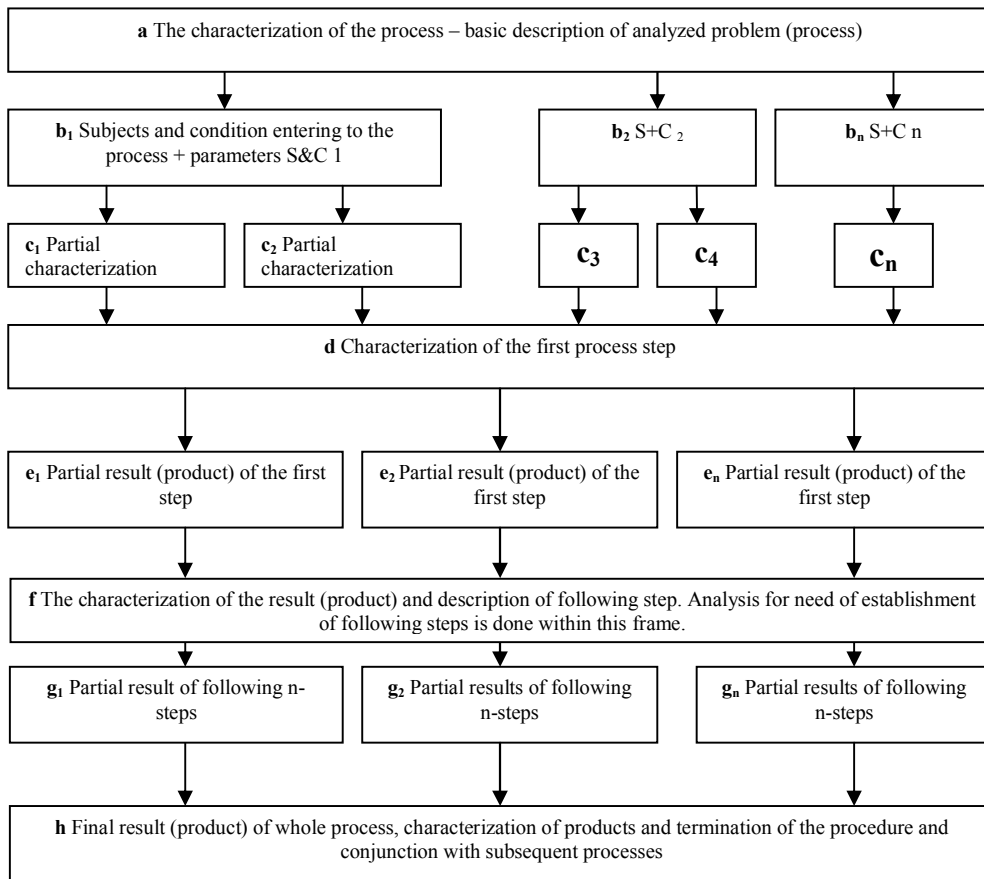 a The characterization of the process – basic description of analyzed problem (process)
b1 Subjects and condition entering to the
process + parameters S&C 1
b2 S+C 2
bn S+C n
c1 Partial
characterization
c2 Partial
characterization
c3
c4
cn
d Characterization of the first process step
e1 Partial result (product) of the first
step
e2 Partial result (product) of the
first step
en Partial result (product) of the
first step
f The characterization of the result (product) and description of following step. Analysis for need of establishment
of following steps is done within this frame.
g1 Partial result of following n-
steps
g2 Partial results of following
n-steps
gn Partial results of following
n-steps
h Final result (product) of whole process, characterization of products and termination of the procedure and
conjunction with subsequent processes